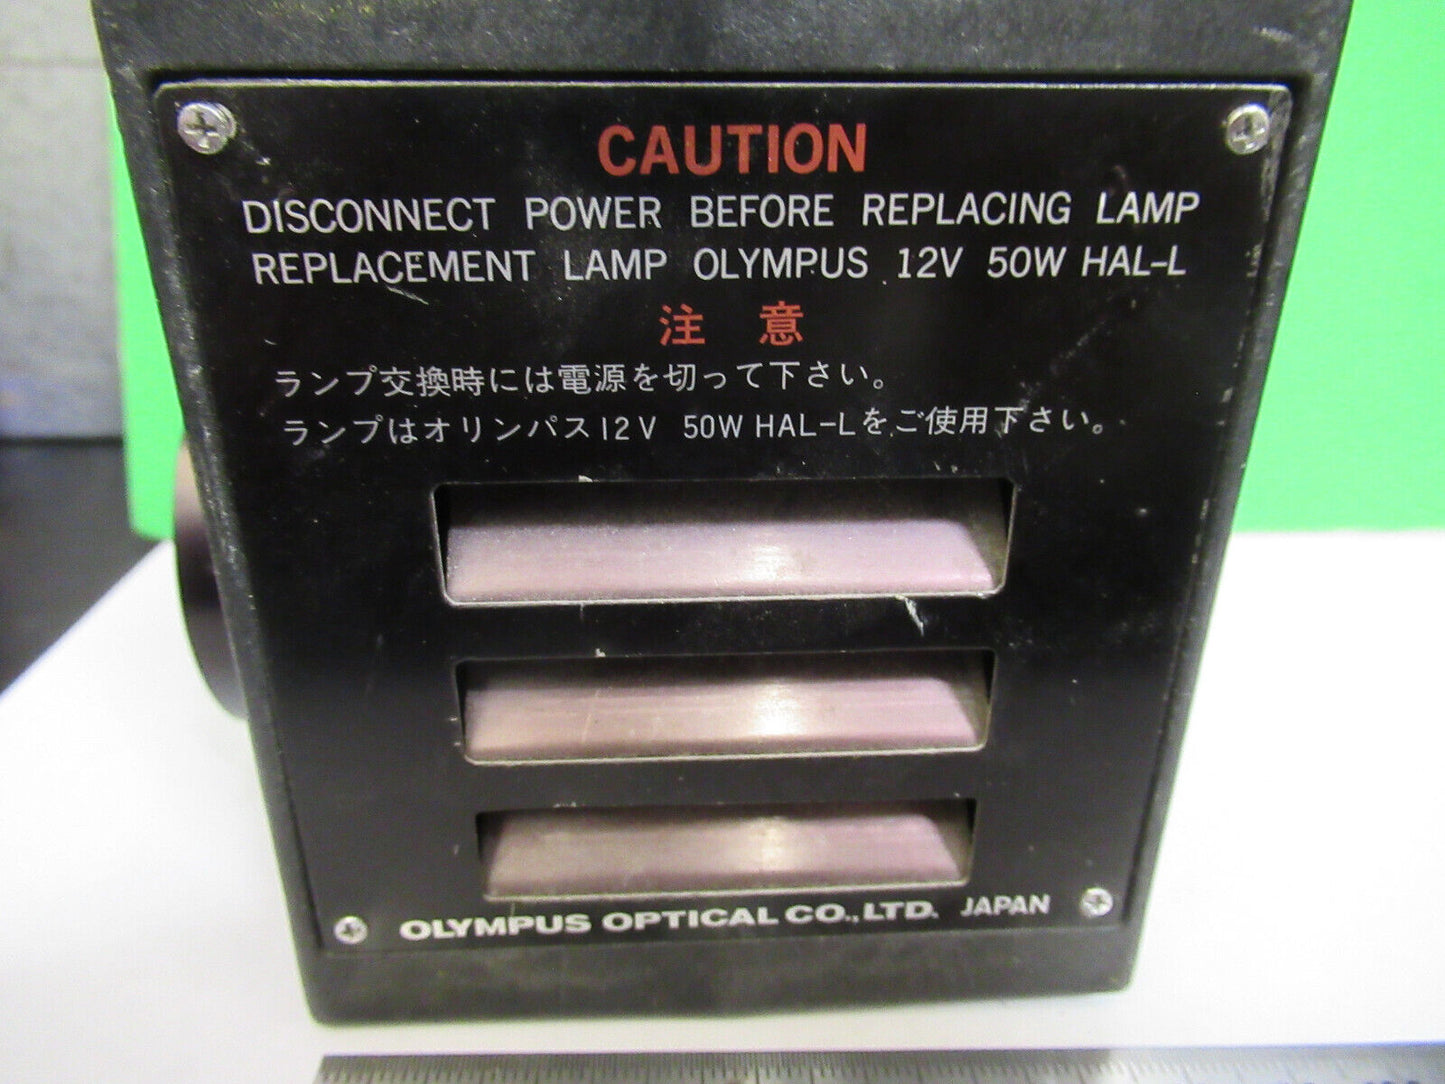 CAUTION
DISCONNECT POWER BEFORE REPLACING LAMP
REPLACEMENT LAMP OLYMPUS 12V 50W HAL-L
注 意
ランプ交換時には電源を切って下さい。
ランプはオリンパス12V 50W HAL-Lをご使用下さい。
OLYMPUS OPTICAL CO.,LTD. JAPAN